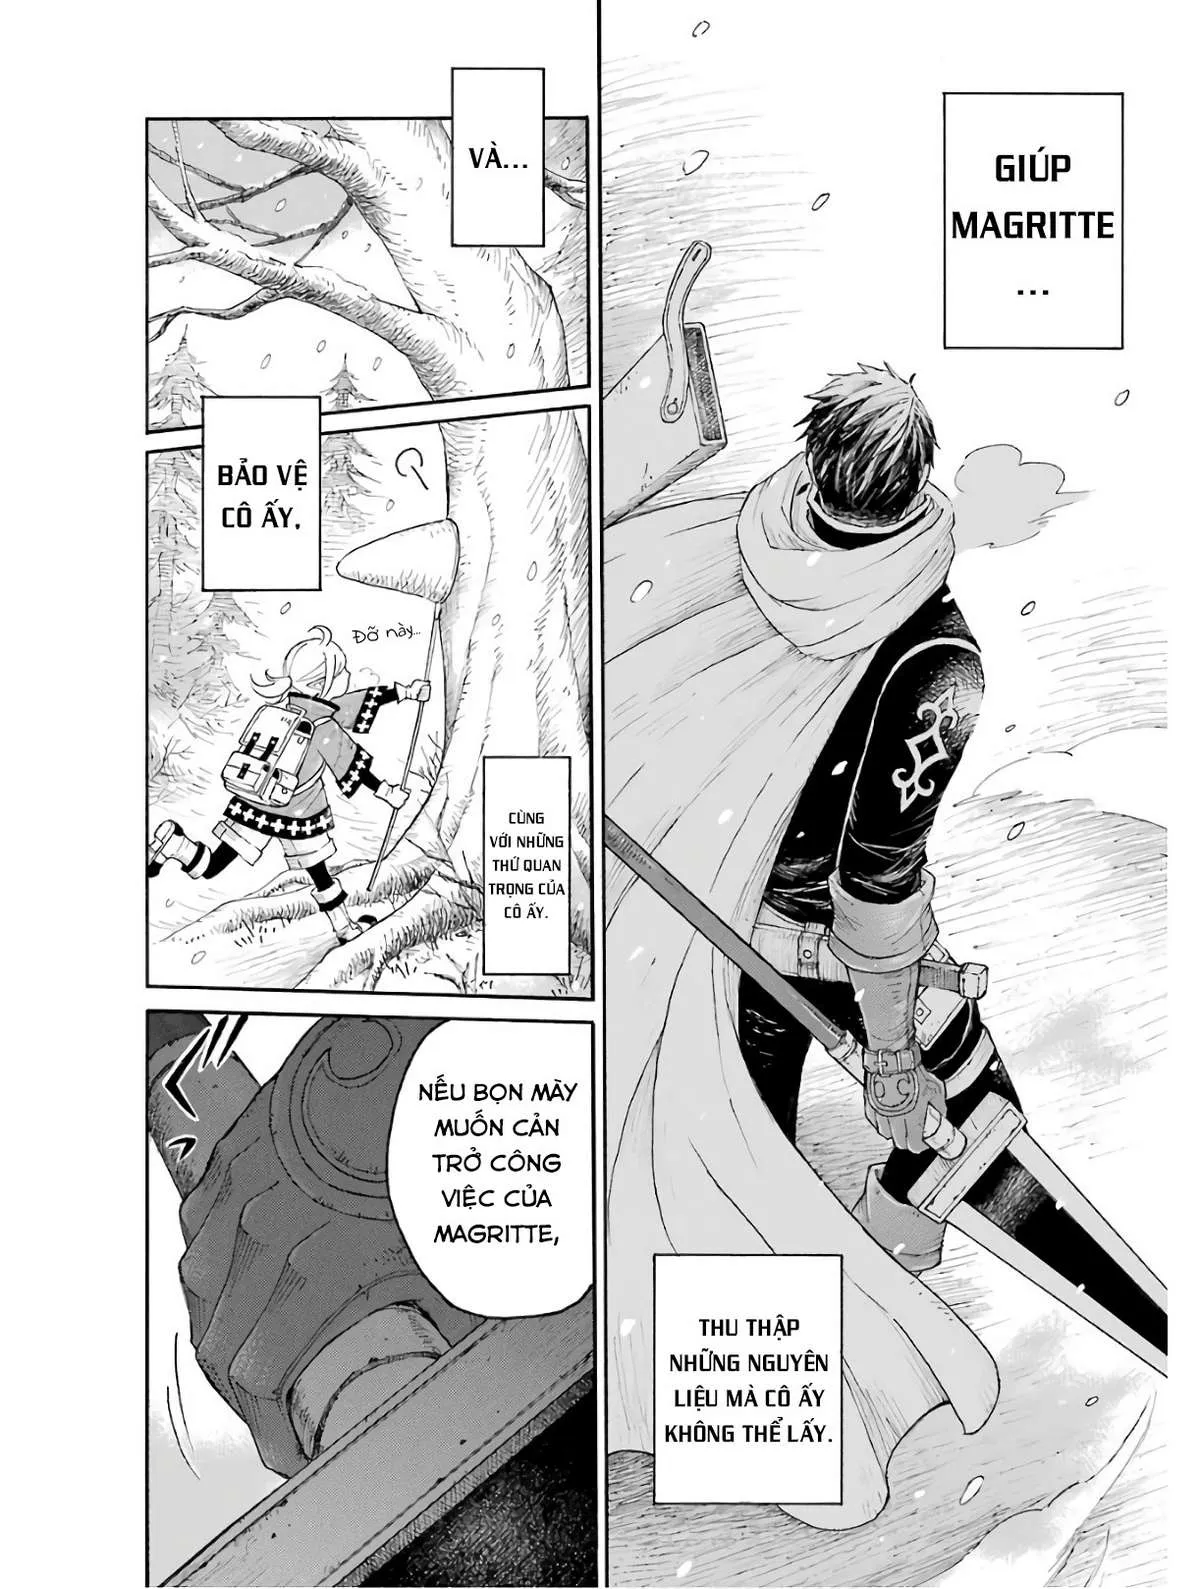 GIÚP
MAGRITTE
...
THU THẬP
NHỮNG NGUYÊN
LIỆU MÀ CÔ ẤY
KHÔNG THỂ LẤY.
VÀ...
BẢO VỆ
CÔ ẤY,
Đỡ này...
CÙNG
VỚI NHỮNG
THỨ QUAN
TRỌNG CỦA
CÔ ẤY.
NẾU BỌN MÀY
MUỐN CẢN
TRỞ CÔNG
VIỆC CỦA
MAGRITTE,